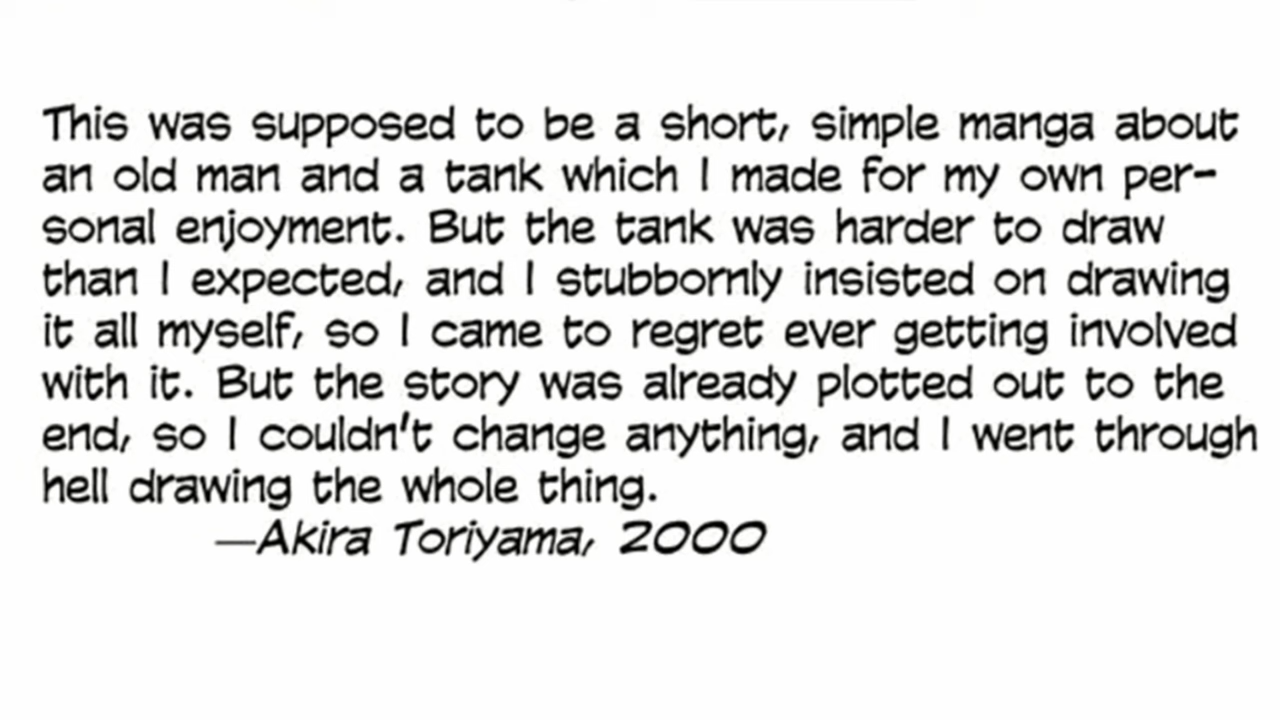 This was supposed to be a short, simple manga about
an old man and a tank which I made for my own per-
sonal enjoyment. But the tank was harder to draw
than I expected, and I stubbornly insisted on drawing
it all myself, so I came to regret ever getting involved
with it. But the story was already plotted out to the
end, so I couldn't change anything, and I went through
hell drawing the whole thing.
—Akira Toriyama, 2000